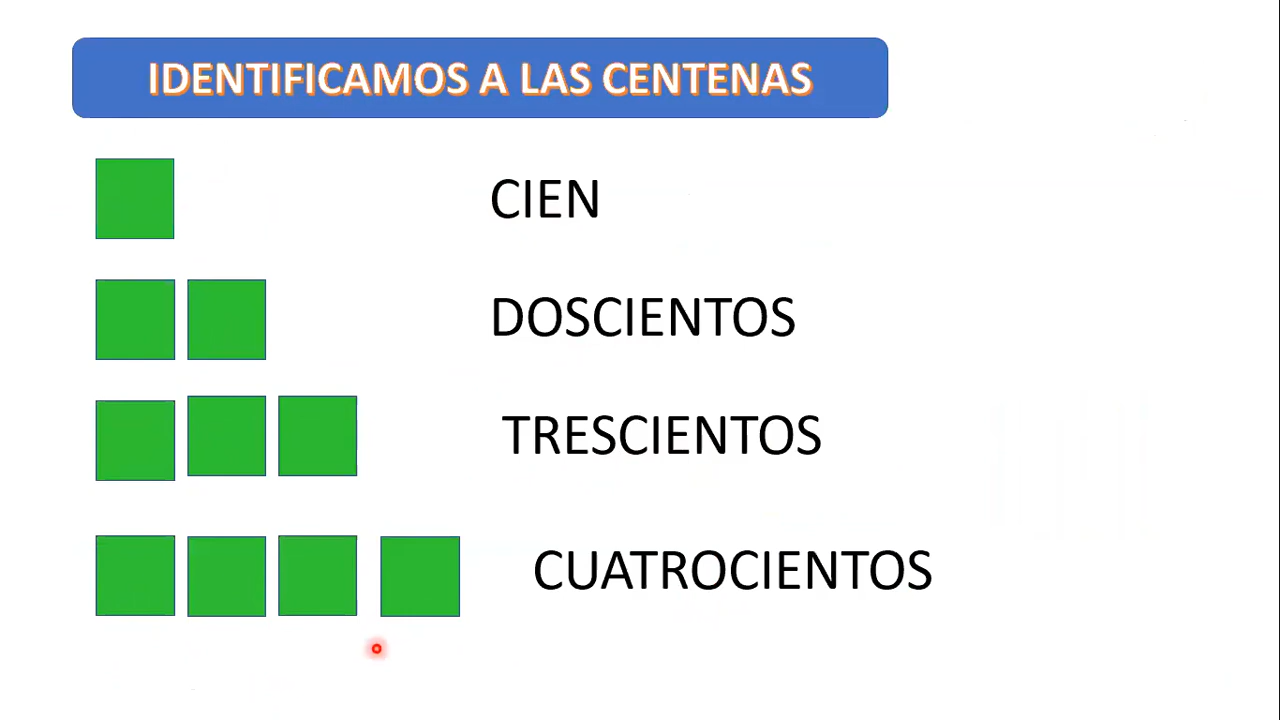 IDENTIFICAMOS A LAS CENTENAS
CIEN
DOSCIENTOS
TRESCIENTOS
CUATROCIENTOS